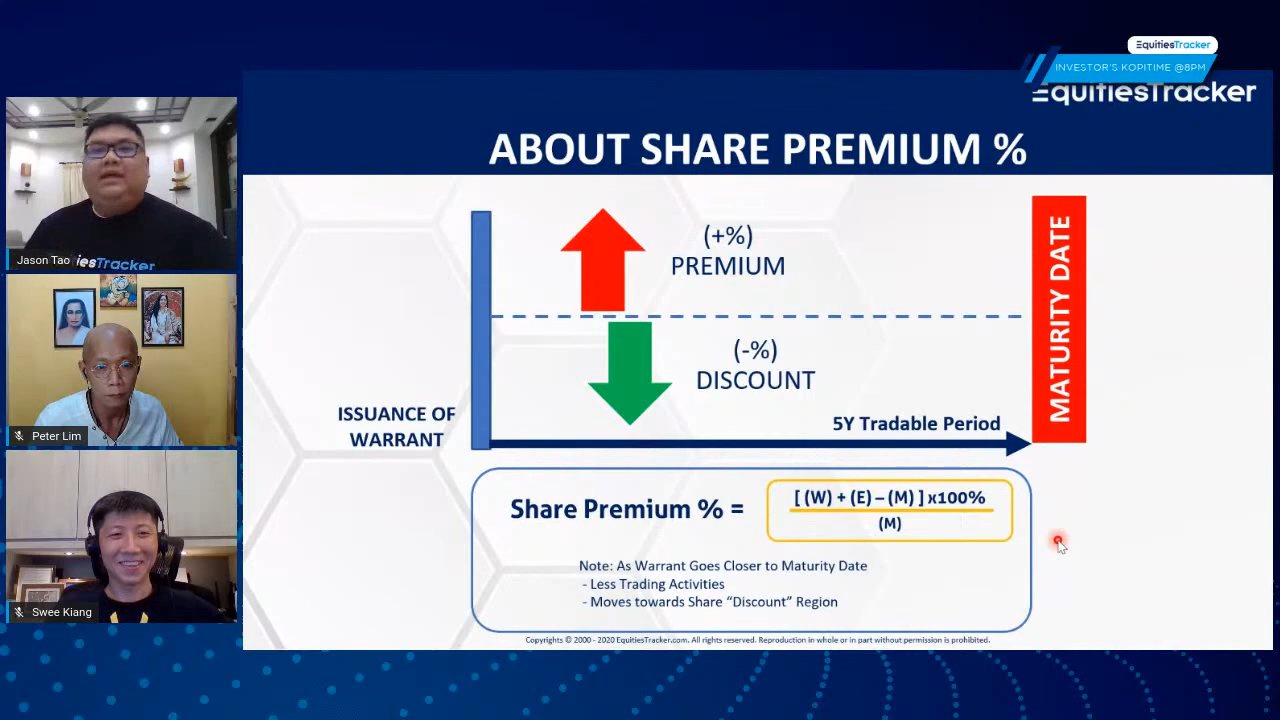 EquitiesTracker
INVESTOR'S KOPITIME @8PM
EquitiesTracker
ABOUT SHARE PREMIUM %
(+%)
PREMIUM
(-%)
DISCOUNT
MATURITY DATE
ISSUANCE OF
WARRANT
5Y Tradable Period
Share Premium % =
[ (W) + (E) – (M) ] x100%
(M)
Note: As Warrant Goes Closer to Maturity Date
- Less Trading Activities
- Moves towards Share “Discount” Region
Copyrights © 2000 - 2020 EquitiesTracker.com. All rights reserved. Reproduction in whole or in part without permission is prohibited.
Jason Tao
iesTracker
Peter Lim
Swee Kiang